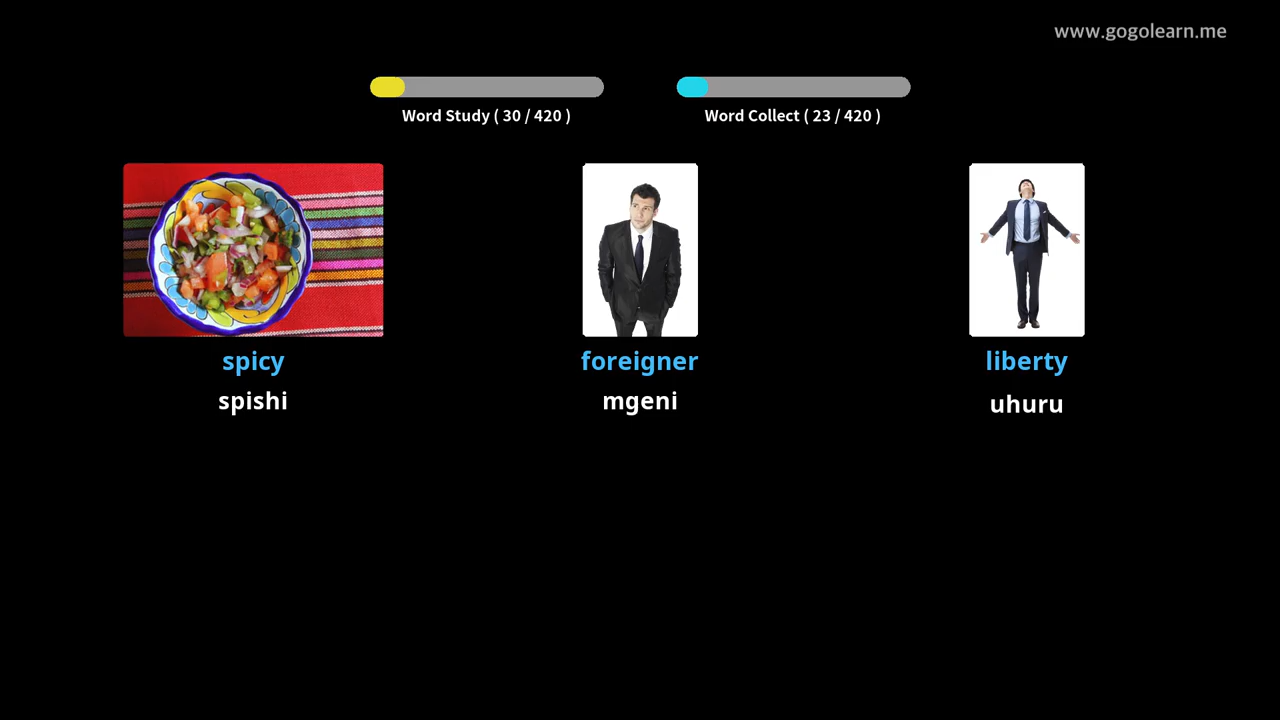 www.gogolearn.me
Word Study ( 30 / 420 )
Word Collect ( 23 / 420 )
spicy
spishi
foreigner
mgeni
liberty
uhuru